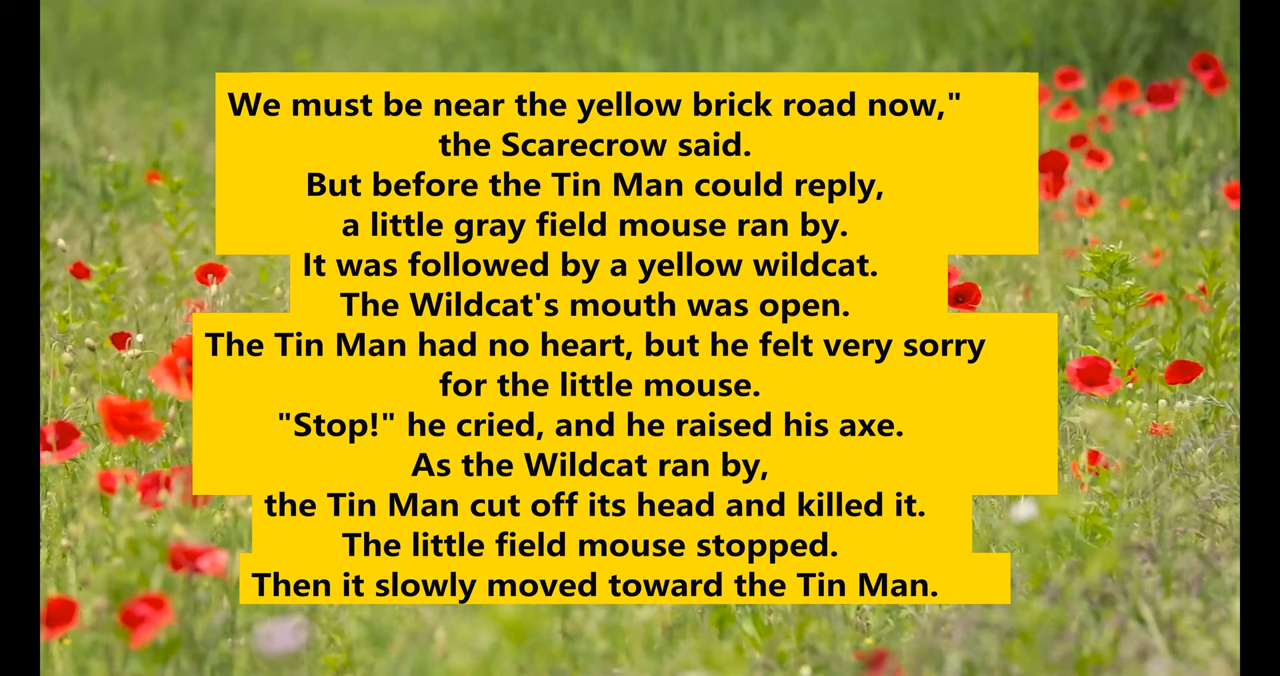 We must be near the yellow brick road now,"
the Scarecrow said.
But before the Tin Man could reply,
a little gray field mouse ran by.
It was followed by a yellow wildcat.
The Wildcat's mouth was open.
The Tin Man had no heart, but he felt very sorry
for the little mouse.
"Stop!" he cried, and he raised his axe.
As the Wildcat ran by,
the Tin Man cut off its head and killed it.
The little field mouse stopped.
Then it slowly moved toward the Tin Man.